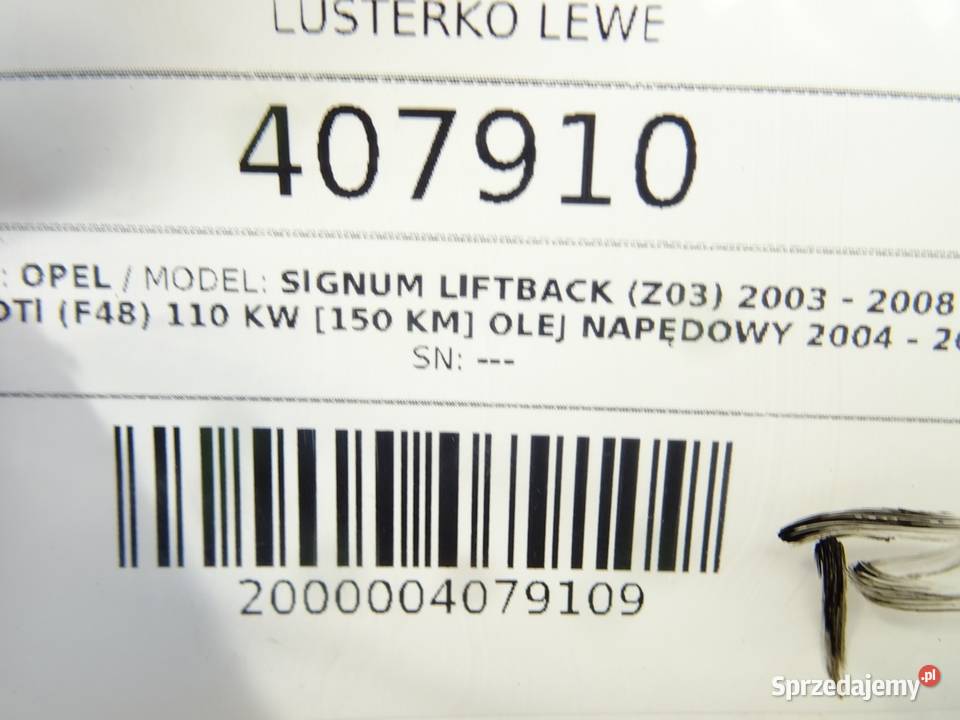 LUSTERKO LEWE
407910
: OPEL / MODEL: SIGNUM LIFTBACK (Z03) 2003 - 2008
DTI (F48) 110 KW [150 KM] OLEJ NAPĘDOWY 2004 - 20
SN: ---
2000004079109
Sprzedajemy.pl